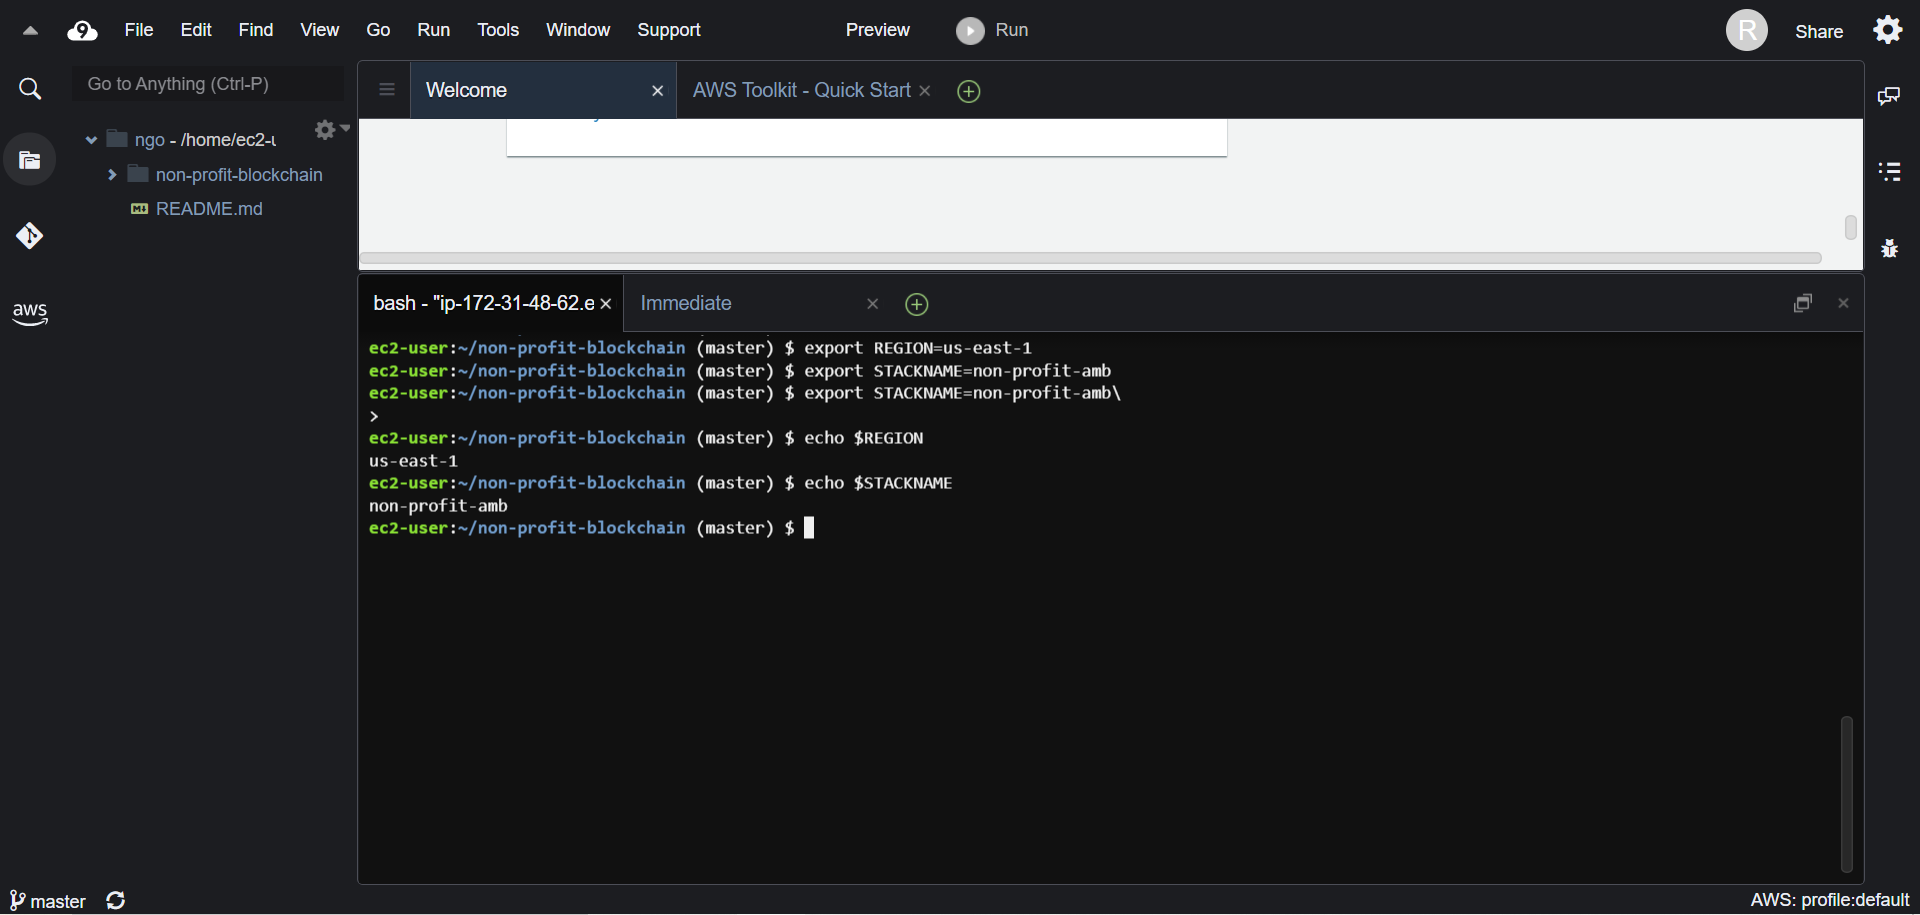 File Edit Find View Go Run Tools Window Support Preview Run R Share
Go to Anything (Ctrl-P)
Welcome
AWS Toolkit - Quick Start
ngo - /home/ec2-u
non-profit-blockchain
README.md
aws
bash - "ip-172-31-48-62.e
Immediate
ec2-user:~/non-profit-blockchain (master) $ export REGION=us-east-1
ec2-user:~/non-profit-blockchain (master) $ export STACKNAME=non-profit-amb
ec2-user:~/non-profit-blockchain (master) $ export STACKNAME=non-profit-amb\
>
ec2-user:~/non-profit-blockchain (master) $ echo $REGION
us-east-1
ec2-user:~/non-profit-blockchain (master) $ echo $STACKNAME
non-profit-amb
ec2-user:~/non-profit-blockchain (master) $
master
AWS: profile:default